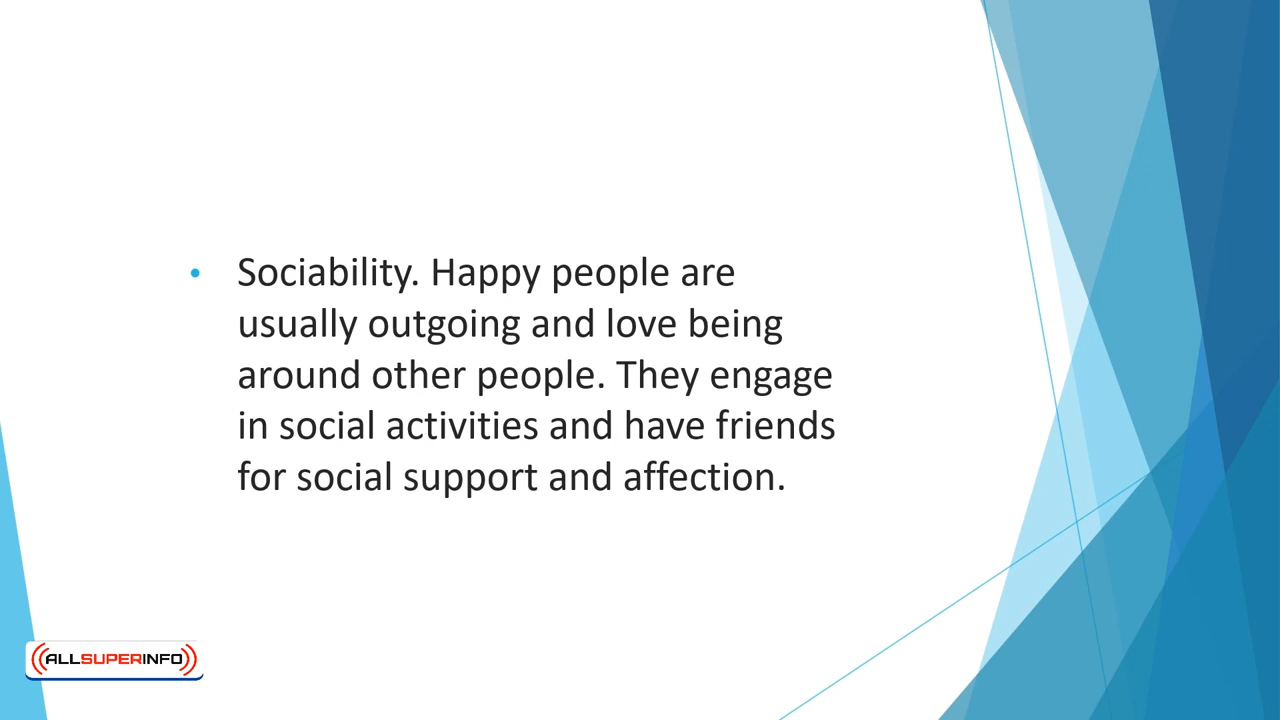 • Sociability. Happy people are
usually outgoing and love being
around other people. They engage
in social activities and have friends
for social support and affection.
ALLSUPERINFO